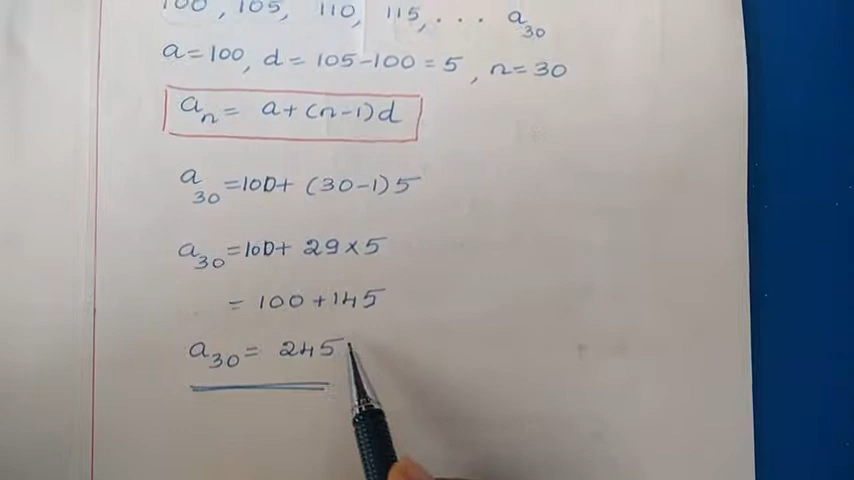 100, 105, 110, 115, ... a₃₀
a=100, d = 105-100 = 5, n=30
aₙ = a+(n-1)d
a₃₀ =100+ (30-1)5
a₃₀ =100+ 29×5
= 100+145
a₃₀ = 245